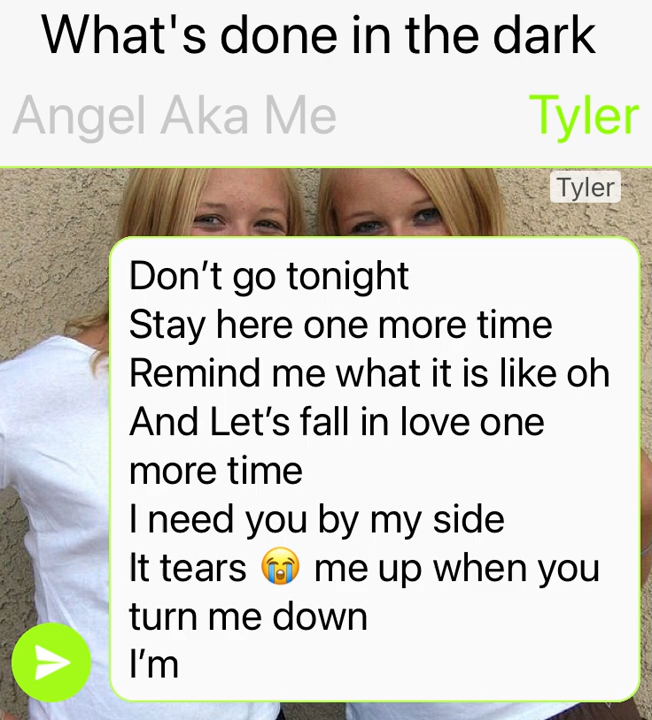 What's done in the dark
Angel Aka Me Tyler
Tyler
Don’t go tonight
Stay here one more time
Remind me what it is like oh
And Let’s fall in love one
more time
I need you by my side
It tears 😭 me up when you
turn me down
I’m